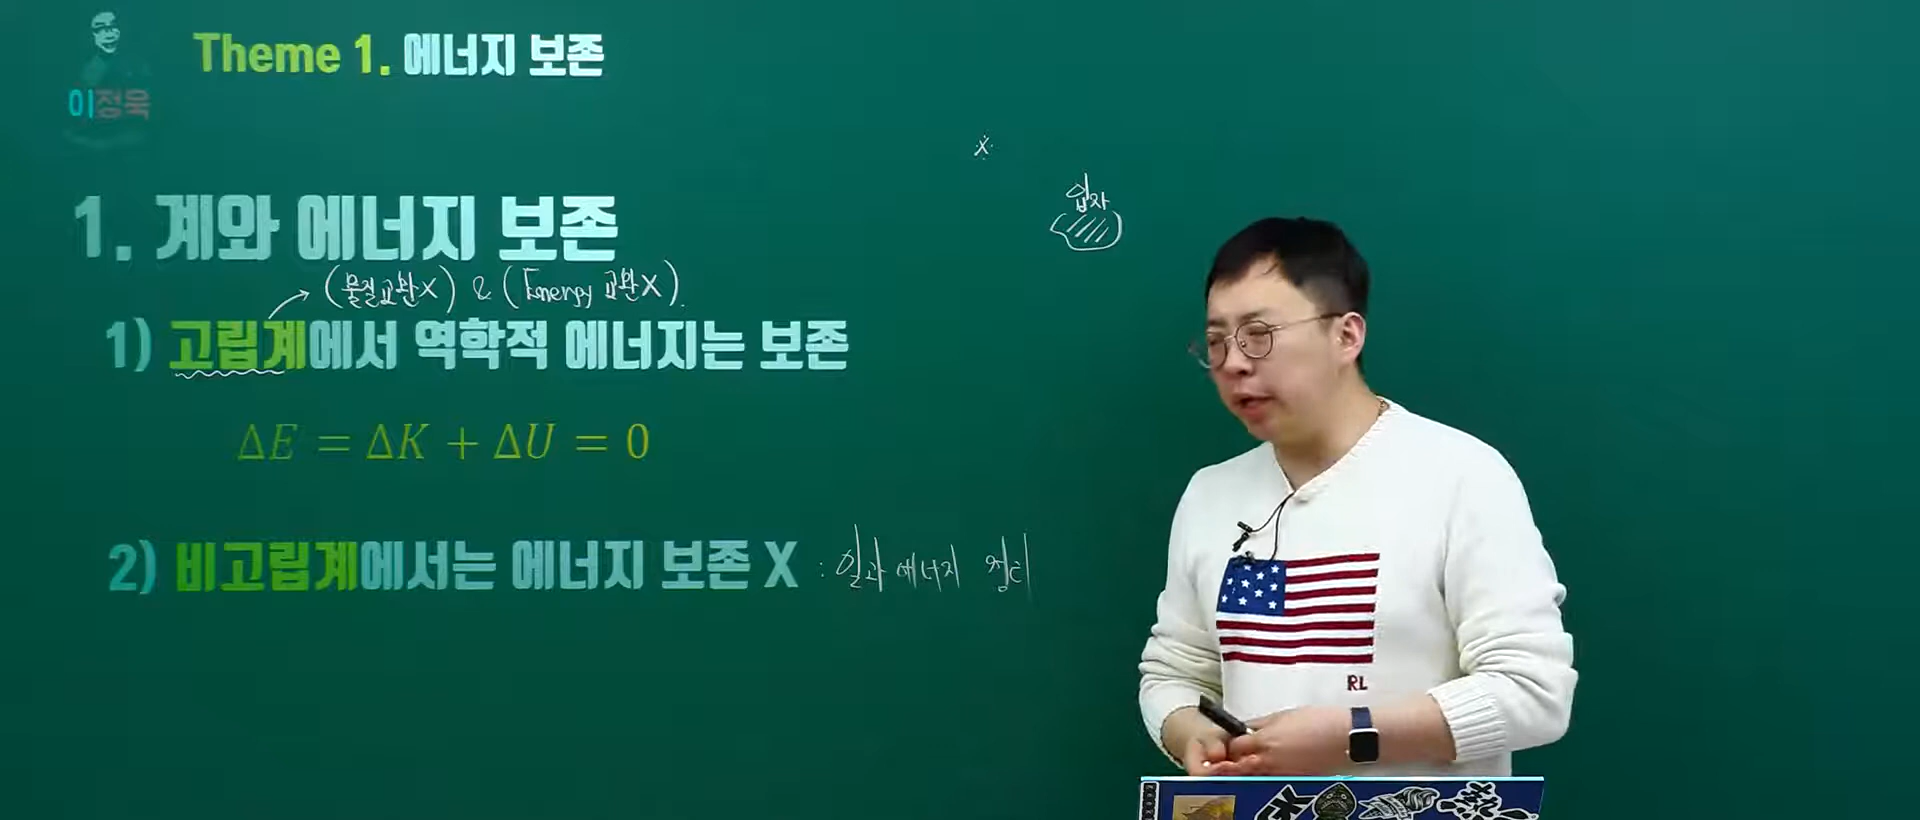 Theme 1. 에너지 보존
이정욱
x
입자
1. 계와 에너지 보존
(물질교환X) & (Energy 교환X).
1) 고립계에서 역학적 에너지는 보존
ΔE = ΔK + ΔU = 0
2) 비고립계에서는 에너지 보존 X : 일과 에너지 정리
RL